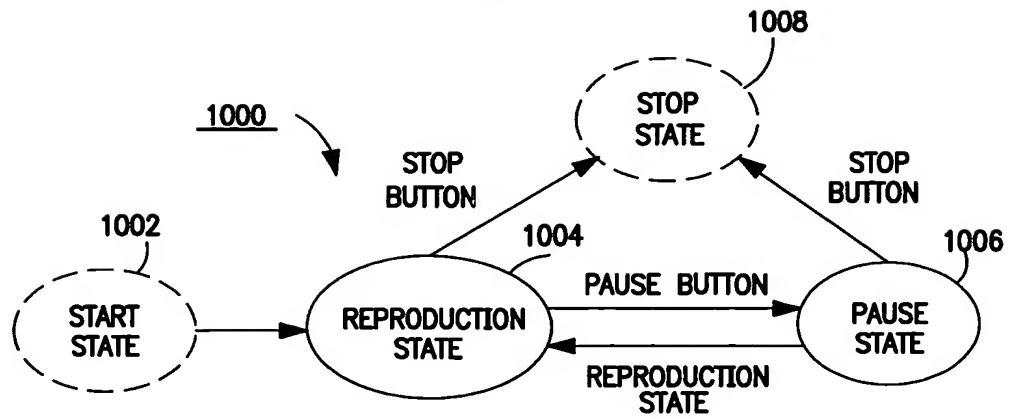 1008
STOP
STATE
1000
STOP
BUTTON
STOP
BUTTON
1002
1004
1006
START
STATE
REPRODUCTION
STATE
PAUSE BUTTON
PAUSE
STATE
REPRODUCTION
STATE